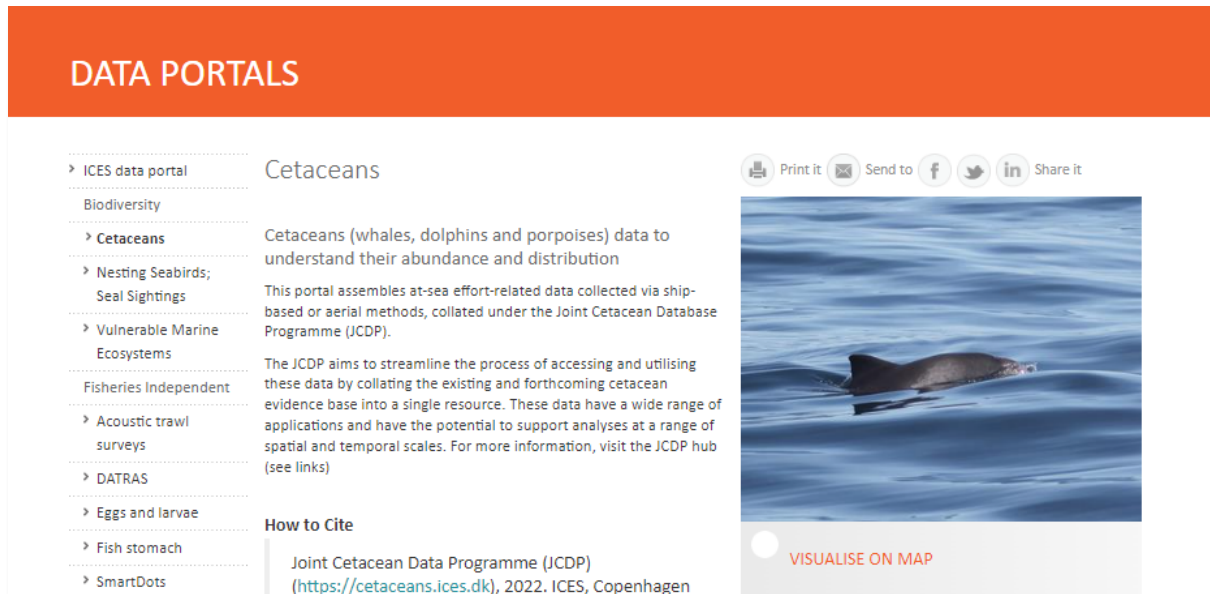 DATA PORTALS
ICES data portal
Biodiversity
Cetaceans
Nesting Seabirds;
Seal Sightings
Vulnerable Marine
Ecosystems
Fisheries Independent
Acoustic trawl
surveys
DATRAS
Eggs and larvae
Fish stomach
SmartDots
Cetaceans
Cetaceans (whales, dolphins and porpoises) data to
understand their abundance and distribution
This portal assembles at-sea effort-related data collected via ship-
based or aerial methods, collated under the Joint Cetacean Database
Programme (JCDP).
The JCDP aims to streamline the process of accessing and utilising
these data by collating the existing and forthcoming cetacean
evidence base into a single resource. These data have a wide range of
applications and have the potential to support analyses at a range of
spatial and temporal scales. For more information, visit the JCDP hub
(see links)
How to Cite
Joint Cetacean Data Programme (JCDP)
(https://cetaceans.ices.dk), 2022. ICES, Copenhagen
Print it Send to f in Share it
VISUALISE ON MAP